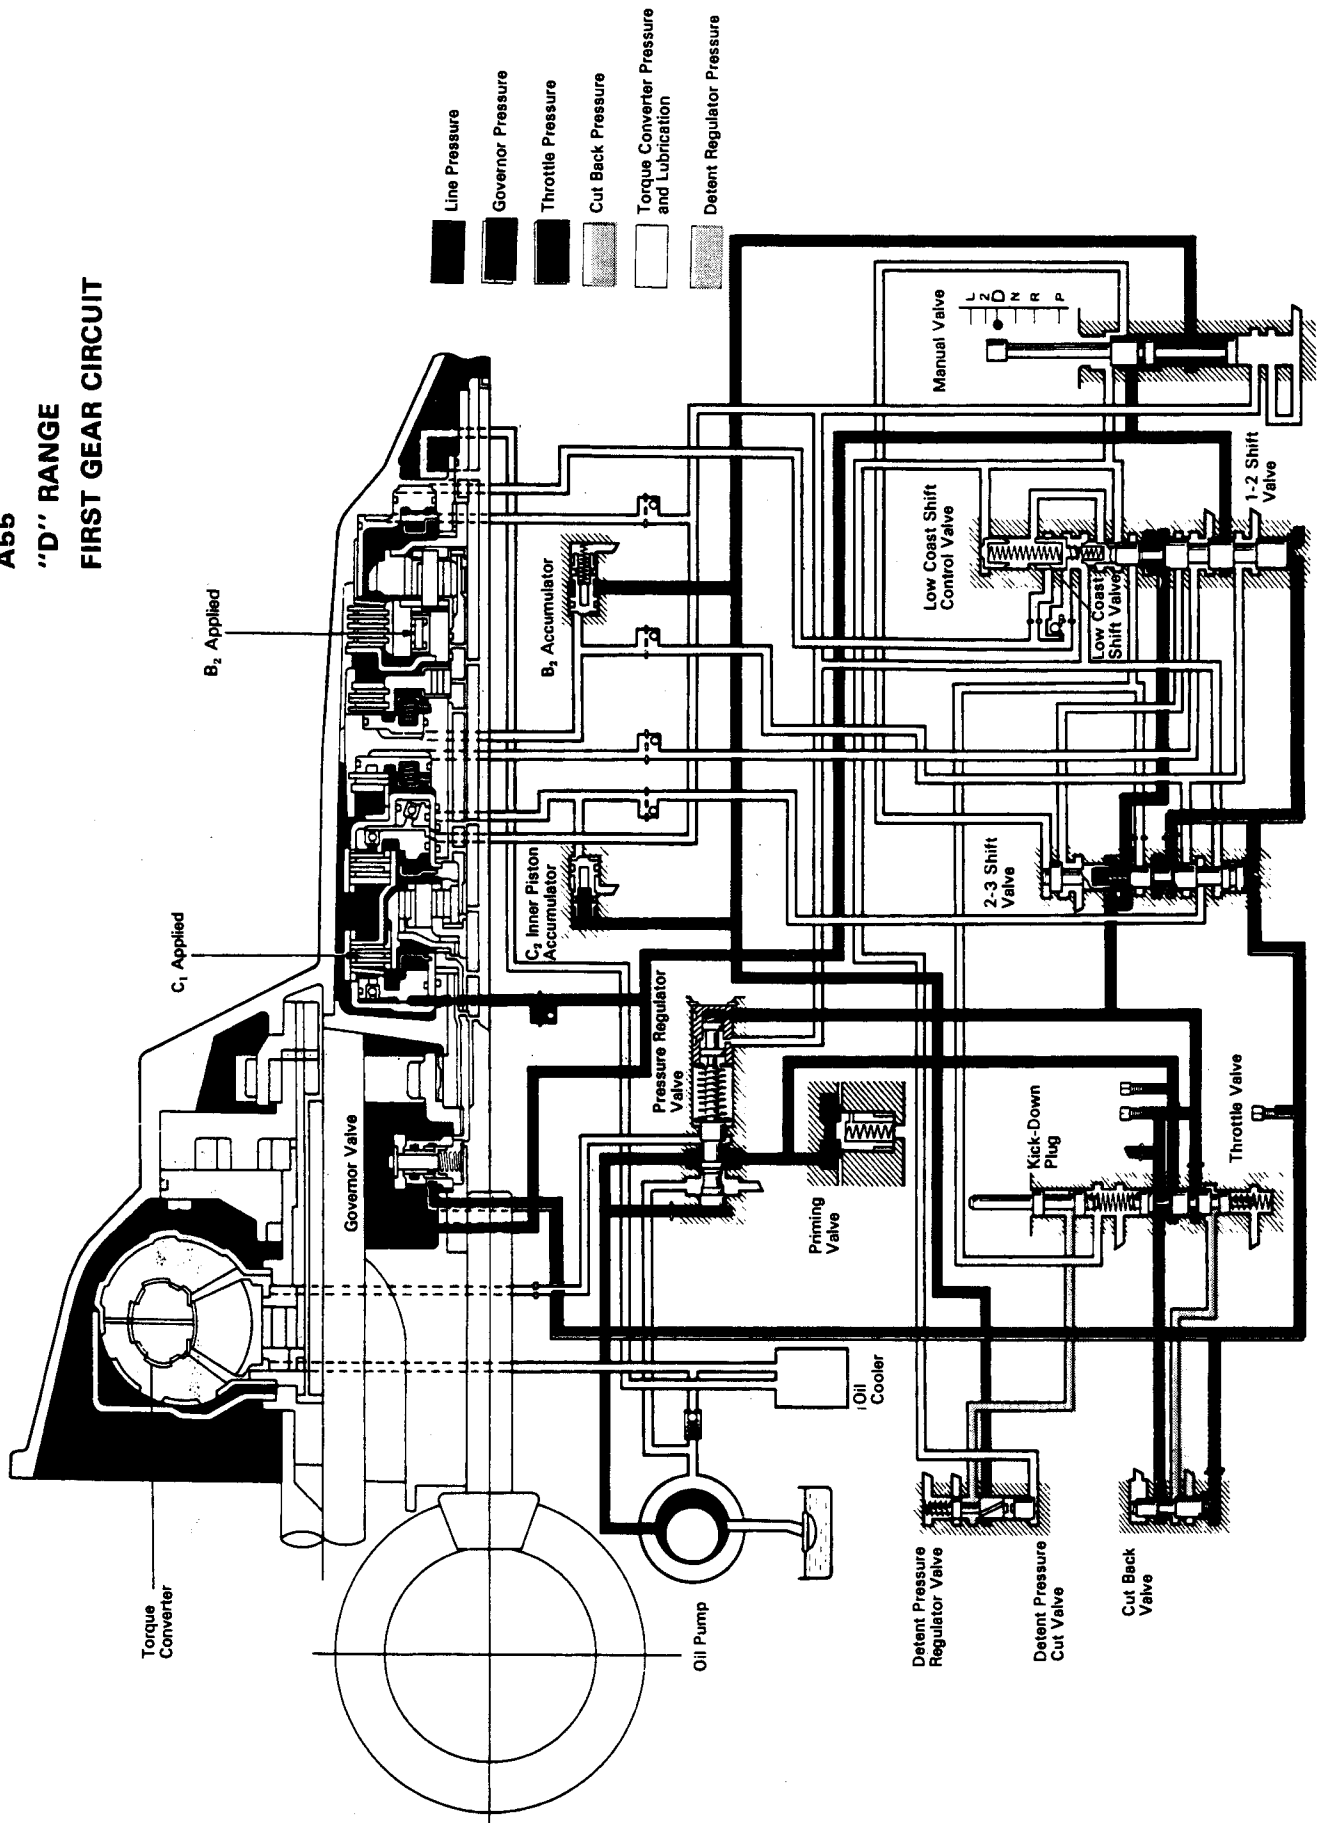 A55
"D" RANGE
FIRST GEAR CIRCUIT
Line Pressure
Governor Pressure
Throttle Pressure
Cut Back Pressure
Torque Converter Pressure
and Lubrication
Detent Regulator Pressure
B2 Applied
C1 Applied
Torque
Converter
Governor Valve
B2 Accumulator
C2 Inner Piston
Accumulator
Pressure Regulator
Valve
Priming
Valve
Oil
Cooler
Oil Pump
Manual Valve
L
2
D
N
R
P
Low Coast Shift
Control Valve
Low Coast
Shift Valve
1-2 Shift
Valve
2-3 Shift
Valve
Kick-Down
Plug
Throttle Valve
Detent Pressure
Regulator Valve
Detent Pressure
Cut Valve
Cut Back
Valve